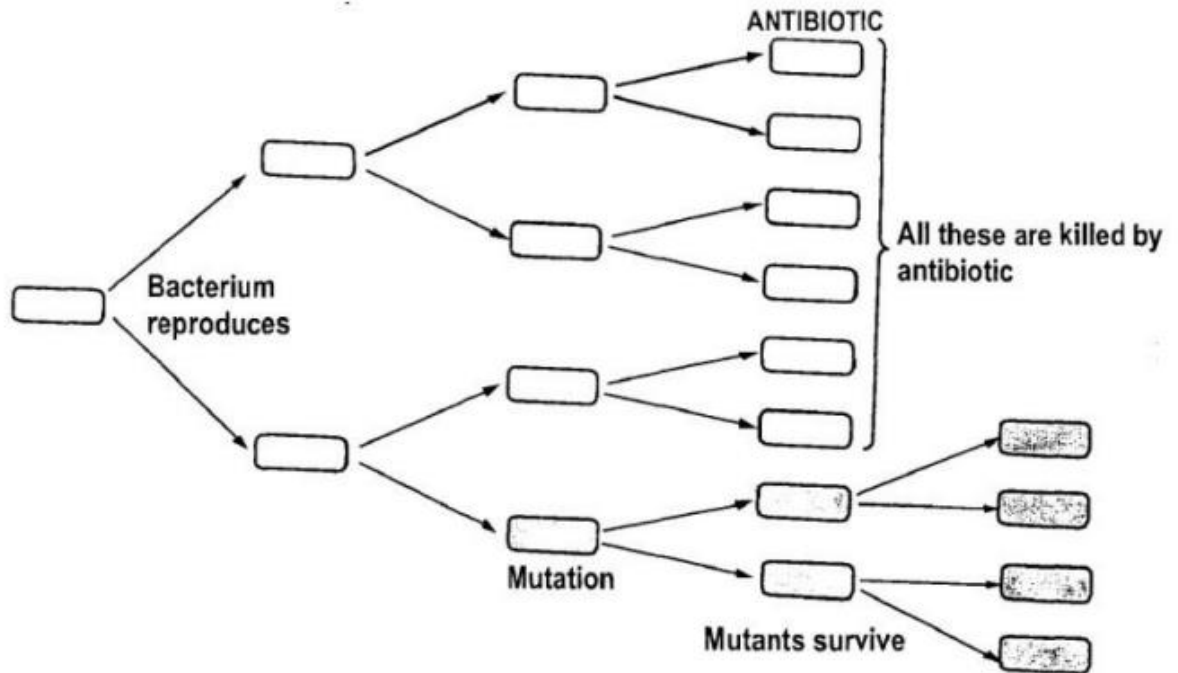 ANTIBIOTIC
All these are killed by
antibiotic
Bacterium
reproduces
Mutation
Mutants survive